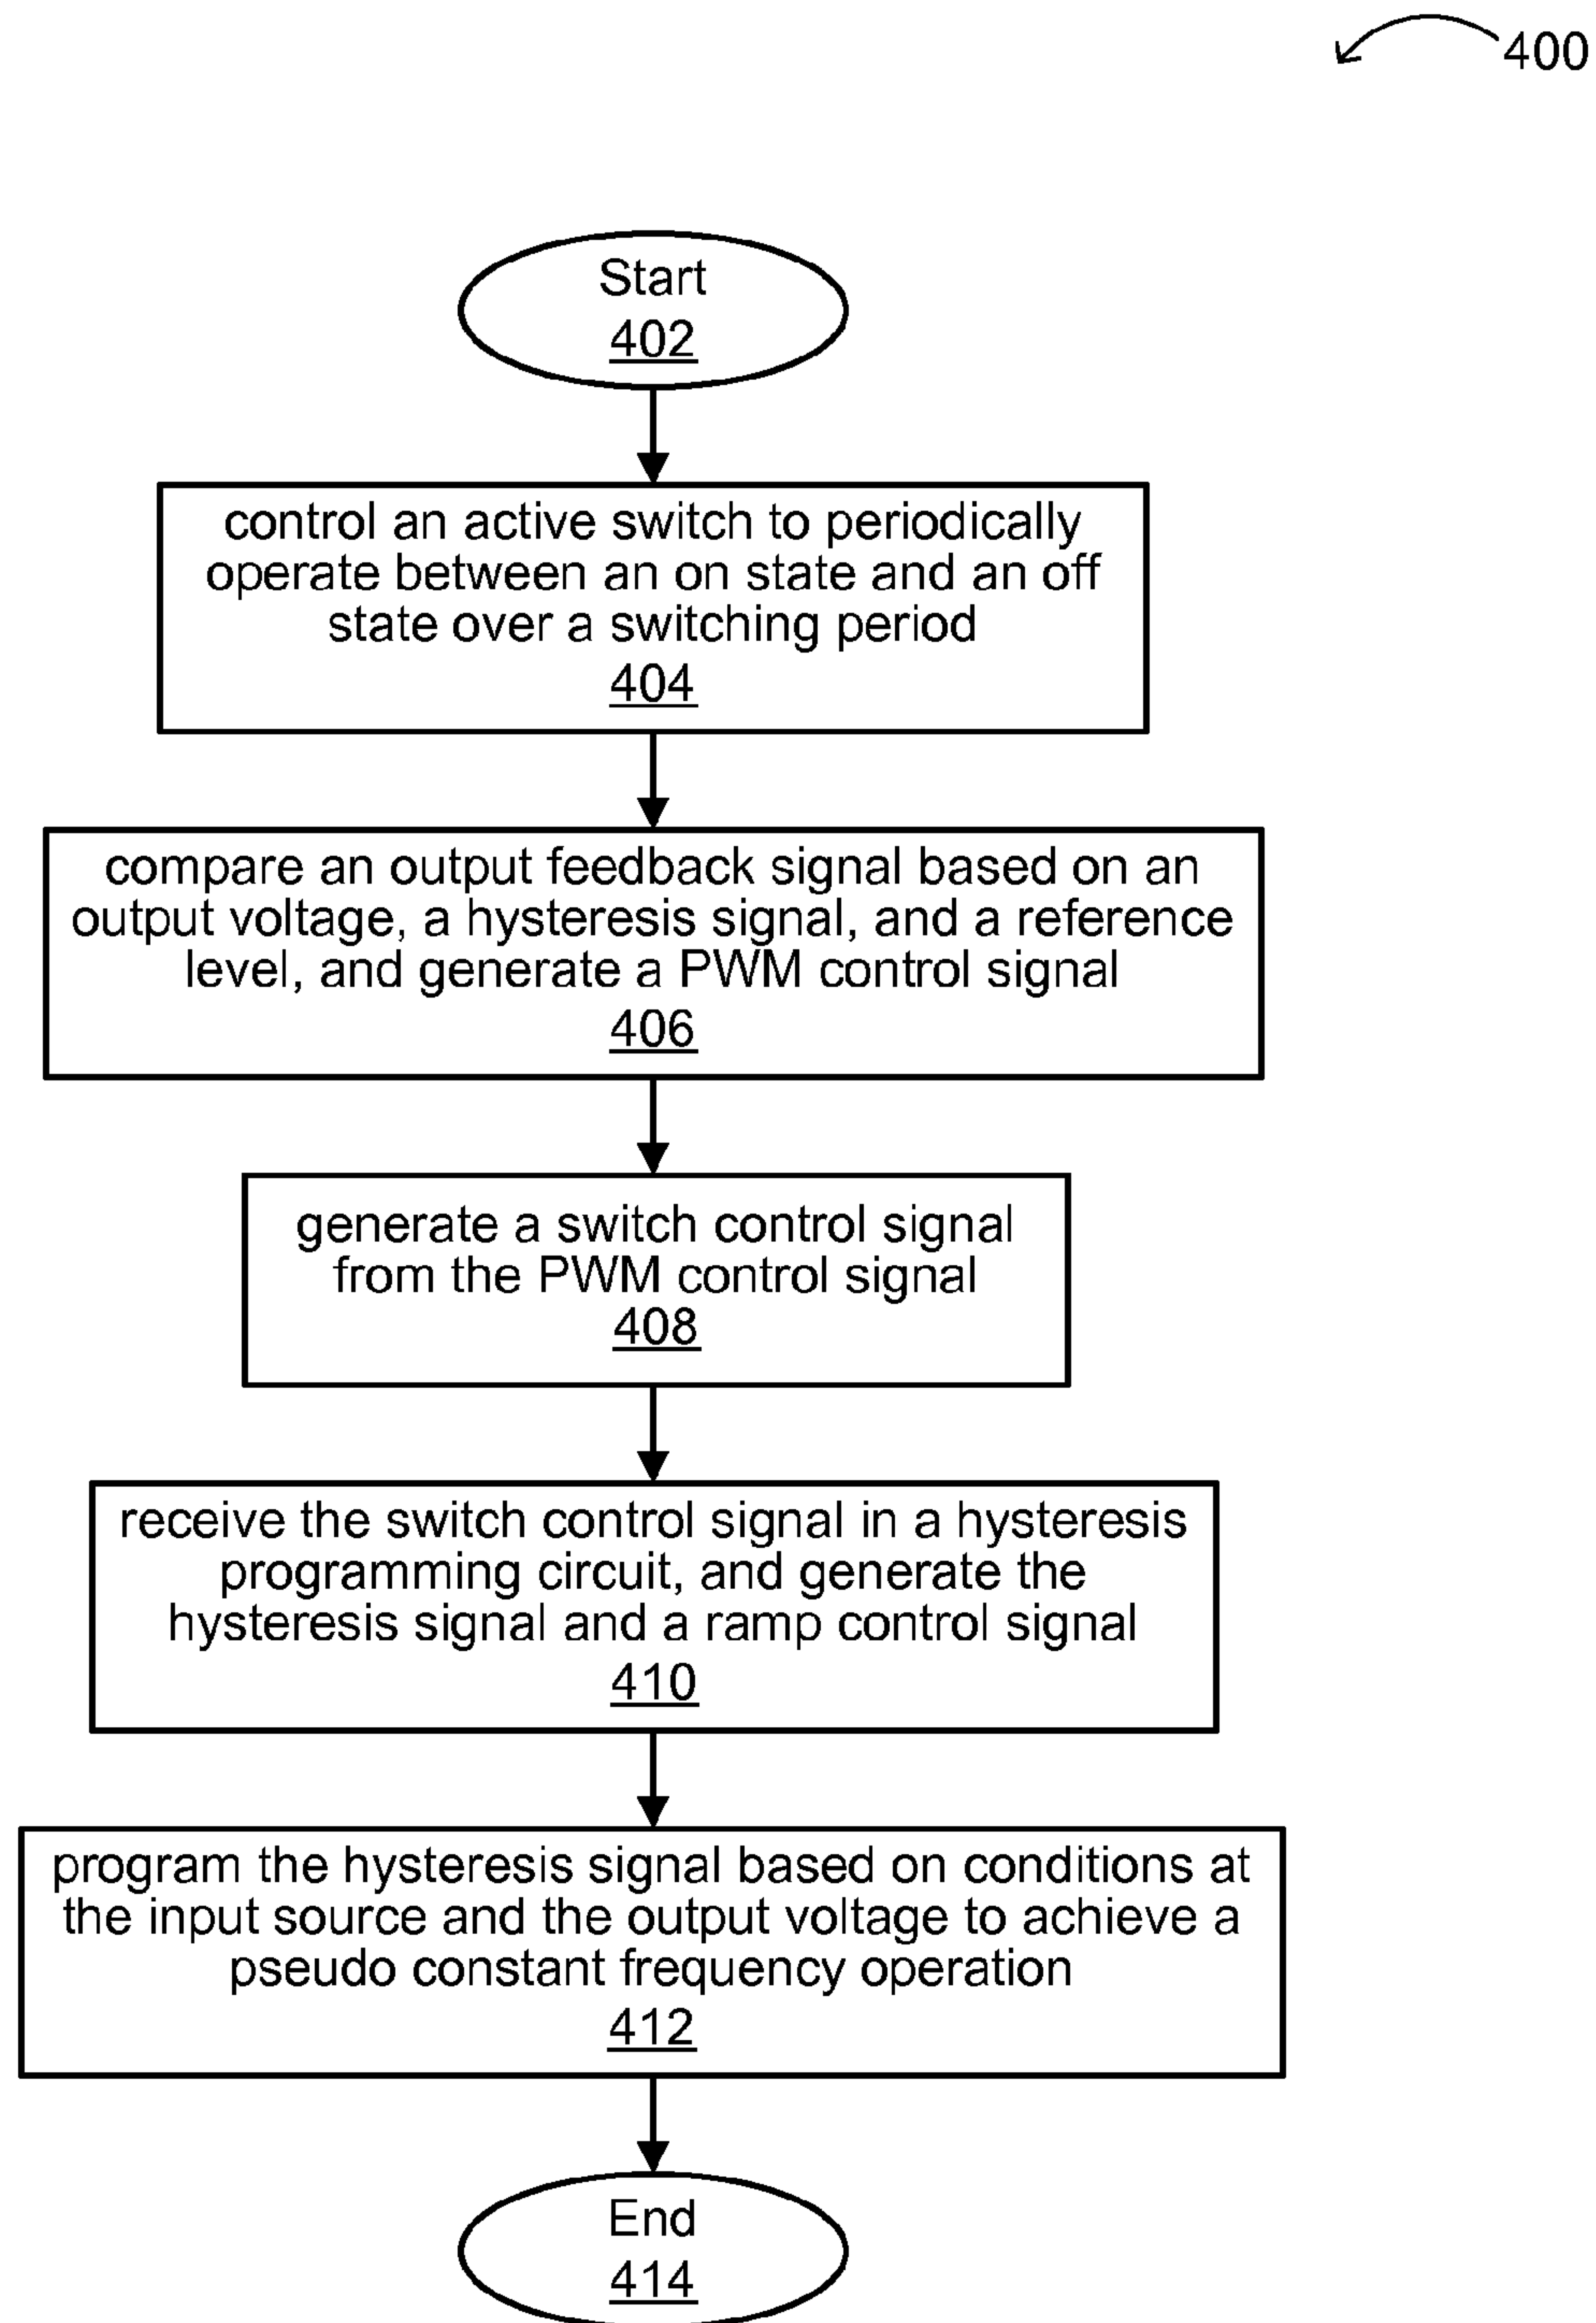 400
Start
402
control an active switch to periodically
operate between an on state and an off
state over a switching period
404
compare an output feedback signal based on an
output voltage, a hysteresis signal, and a reference
level, and generate a PWM control signal
406
generate a switch control signal
from the PWM control signal
408
receive the switch control signal in a hysteresis
programming circuit, and generate the
hysteresis signal and a ramp control signal
410
program the hysteresis signal based on conditions at
the input source and the output voltage to achieve a
pseudo constant frequency operation
412
End
414